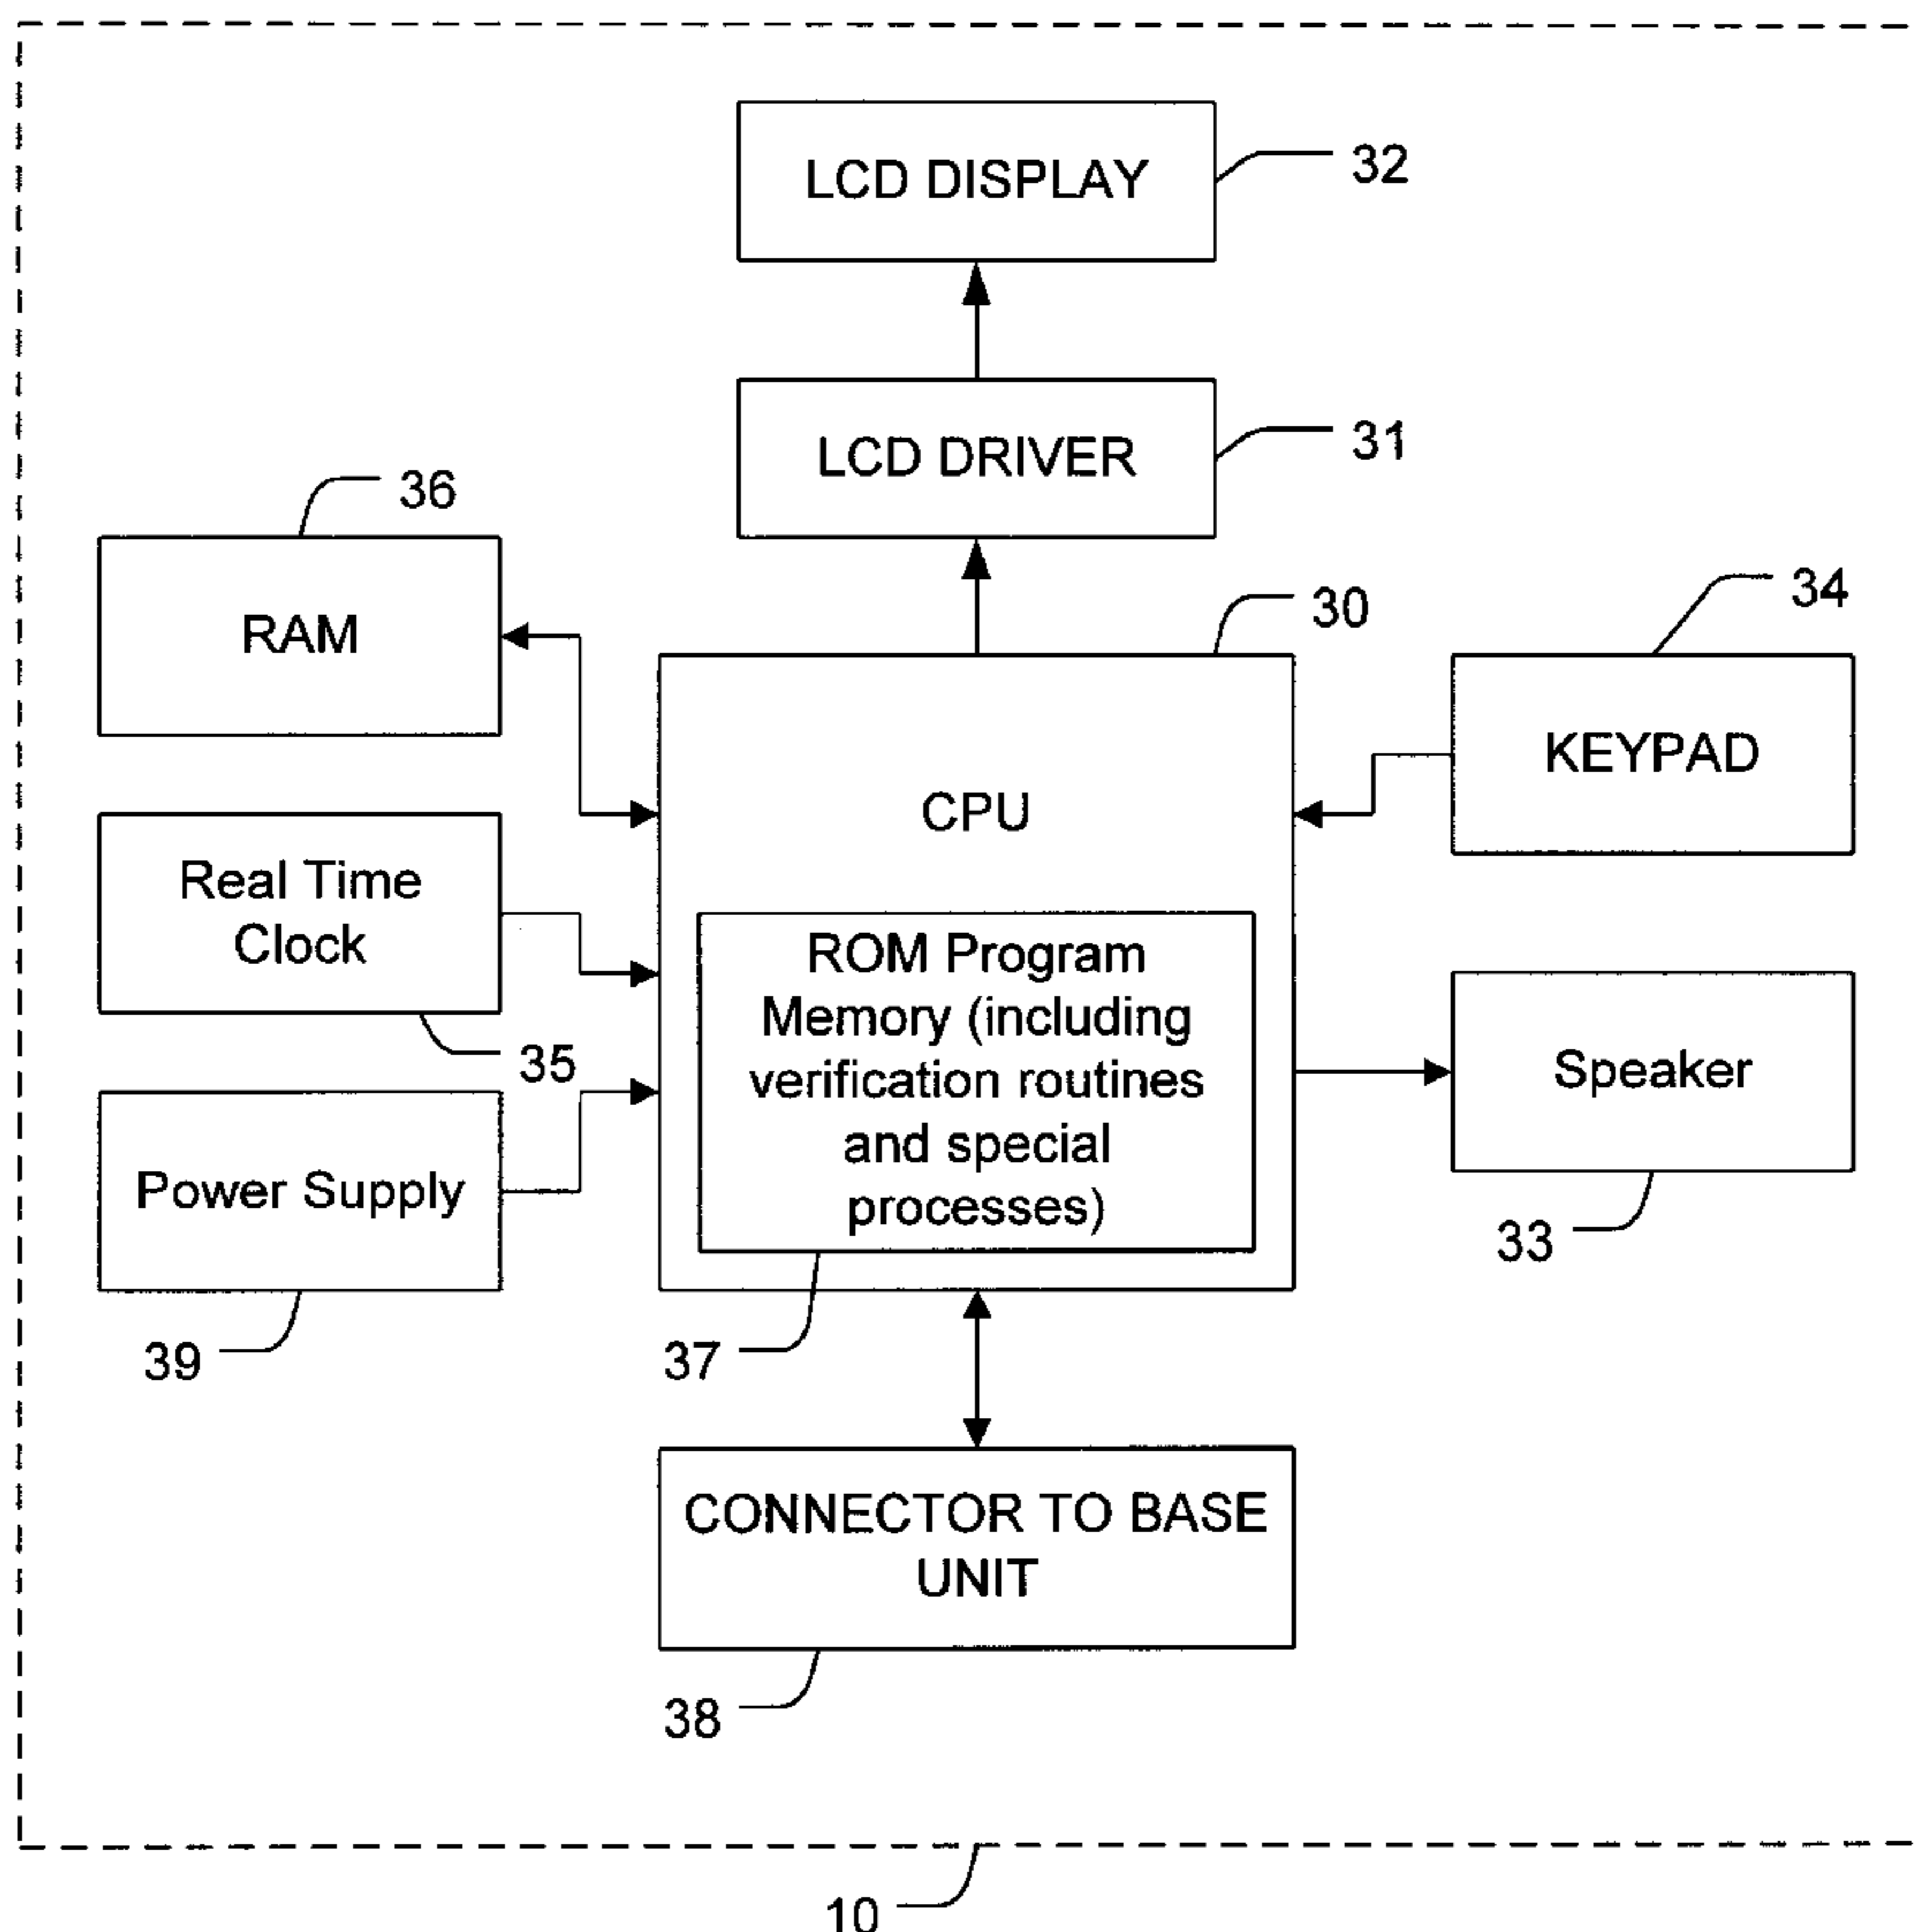 LCD DISPLAY
32
LCD DRIVER
31
36
RAM
30
34
KEYPAD
CPU
Real Time
Clock
35
ROM Program
Memory (including
verification routines
and special
processes)
Speaker
33
Power Supply
39
37
CONNECTOR TO BASE
UNIT
38
10